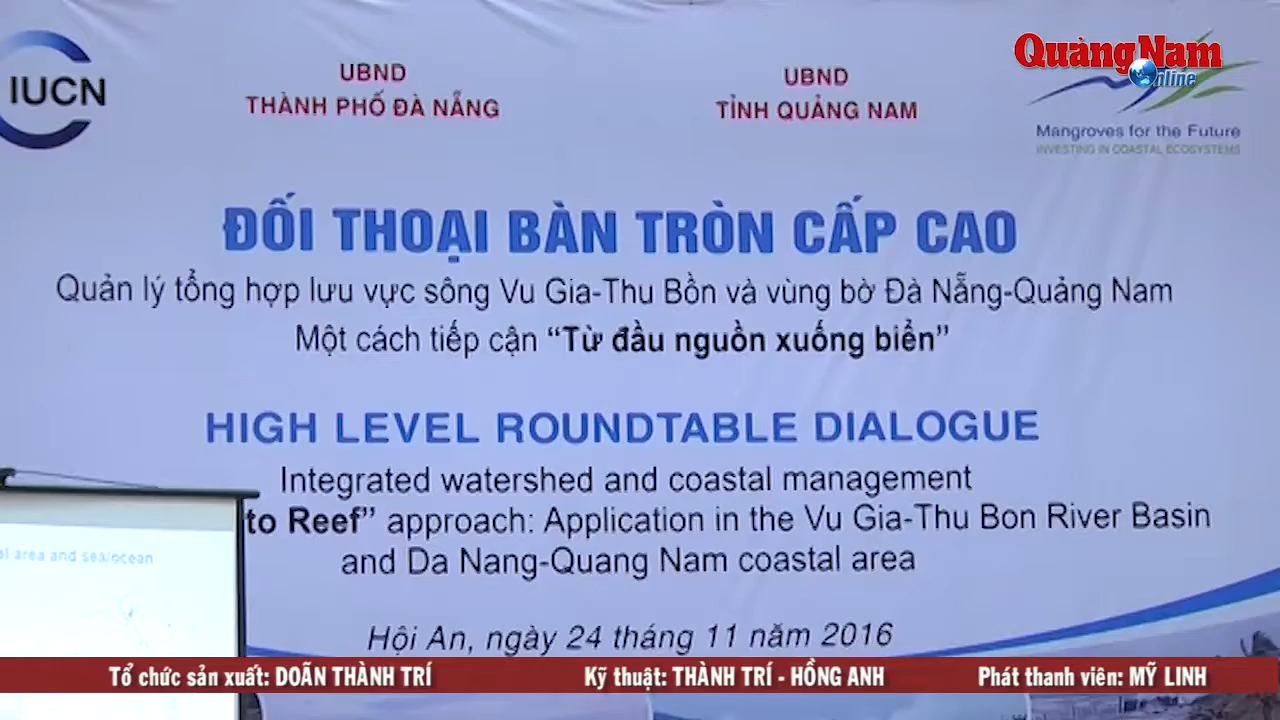 IUCN
UBND
THÀNH PHỐ ĐÀ NẴNG
UBND
TỈNH QUẢNG NAM
Quảng Nam
Online
Mangroves for the Future
INVESTING IN COASTAL ECOSYSTEMS
ĐỐI THOẠI BÀN TRÒN CẤP CAO
Quản lý tổng hợp lưu vực sông Vu Gia-Thu Bồn và vùng bờ Đà Nẵng-Quảng Nam
Một cách tiếp cận “Từ đầu nguồn xuống biển”
HIGH LEVEL ROUNDTABLE DIALOGUE
Integrated watershed and coastal management
to Reef” approach: Application in the Vu Gia-Thu Bon River Basin
and Da Nang-Quang Nam coastal area
area and sea/ocean
Hội An, ngày 24 tháng 11 năm 2016
Tổ chức sản xuất: DOÃN THÀNH TRÍ
Kỹ thuật: THÀNH TRÍ - HỒNG ANH
Phát thanh viên: MỸ LINH